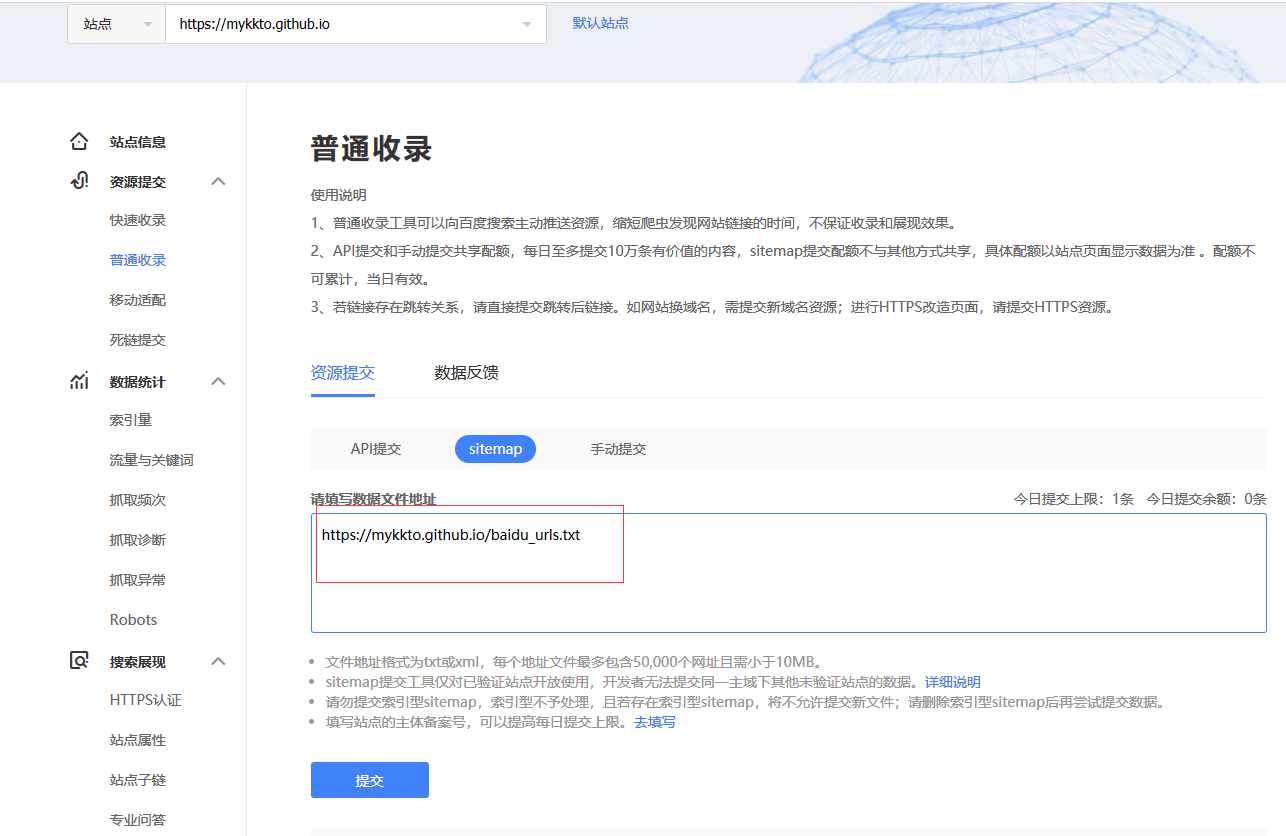 站点
https://mykkto.github.io
默认站点
站点信息
资源提交
快速收录
普通收录
移动适配
死链提交
数据统计
索引量
流量与关键词
抓取频次
抓取诊断
抓取异常
Robots
搜索展现
HTTPS认证
站点属性
站点子链
专业问答
普通收录
使用说明
1、普通收录工具可以向百度搜索主动推送资源，缩短爬虫发现网站链接的时间，不保证收录和展现效果。
2、API提交和手动提交共享配额，每日至多提交10万条有价值的内容，sitemap提交配额不与其他方式共享，具体配额以站点页面显示数据为准 。配额不
可累计，当日有效。
3、若链接存在跳转关系，请直接提交跳转后链接。如网站换域名，需提交新域名资源；进行HTTPS改造页面，请提交HTTPS资源。
资源提交
数据反馈
API提交
sitemap
手动提交
请填写数据文件地址
今日提交上限：1条 今日提交余额：0条
https://mykkto.github.io/baidu_urls.txt
• 文件地址格式为txt或xml，每个地址文件最多包含50,000个网址且需小于10MB。
• sitemap提交工具仅对已验证站点开放使用，开发者无法提交同一主域下其他未验证站点的数据。详细说明
• 请勿提交索引型sitemap，索引型不予处理，且若存在索引型sitemap，将不允许提交新文件；请删除索引型sitemap后再尝试提交数据。
• 填写站点的主体备案号，可以提高每日提交上限。去填写
提交